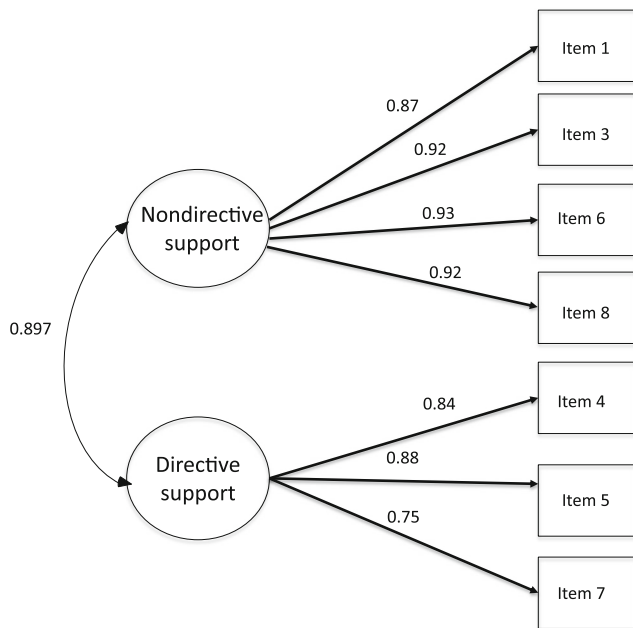 Item 1
0.87
Item 3
0.92
Nondirective
support
0.93
Item 6
0.92
Item 8
0.897
0.84
Item 4
0.88
Directive
support
Item 5
0.75
Item 7